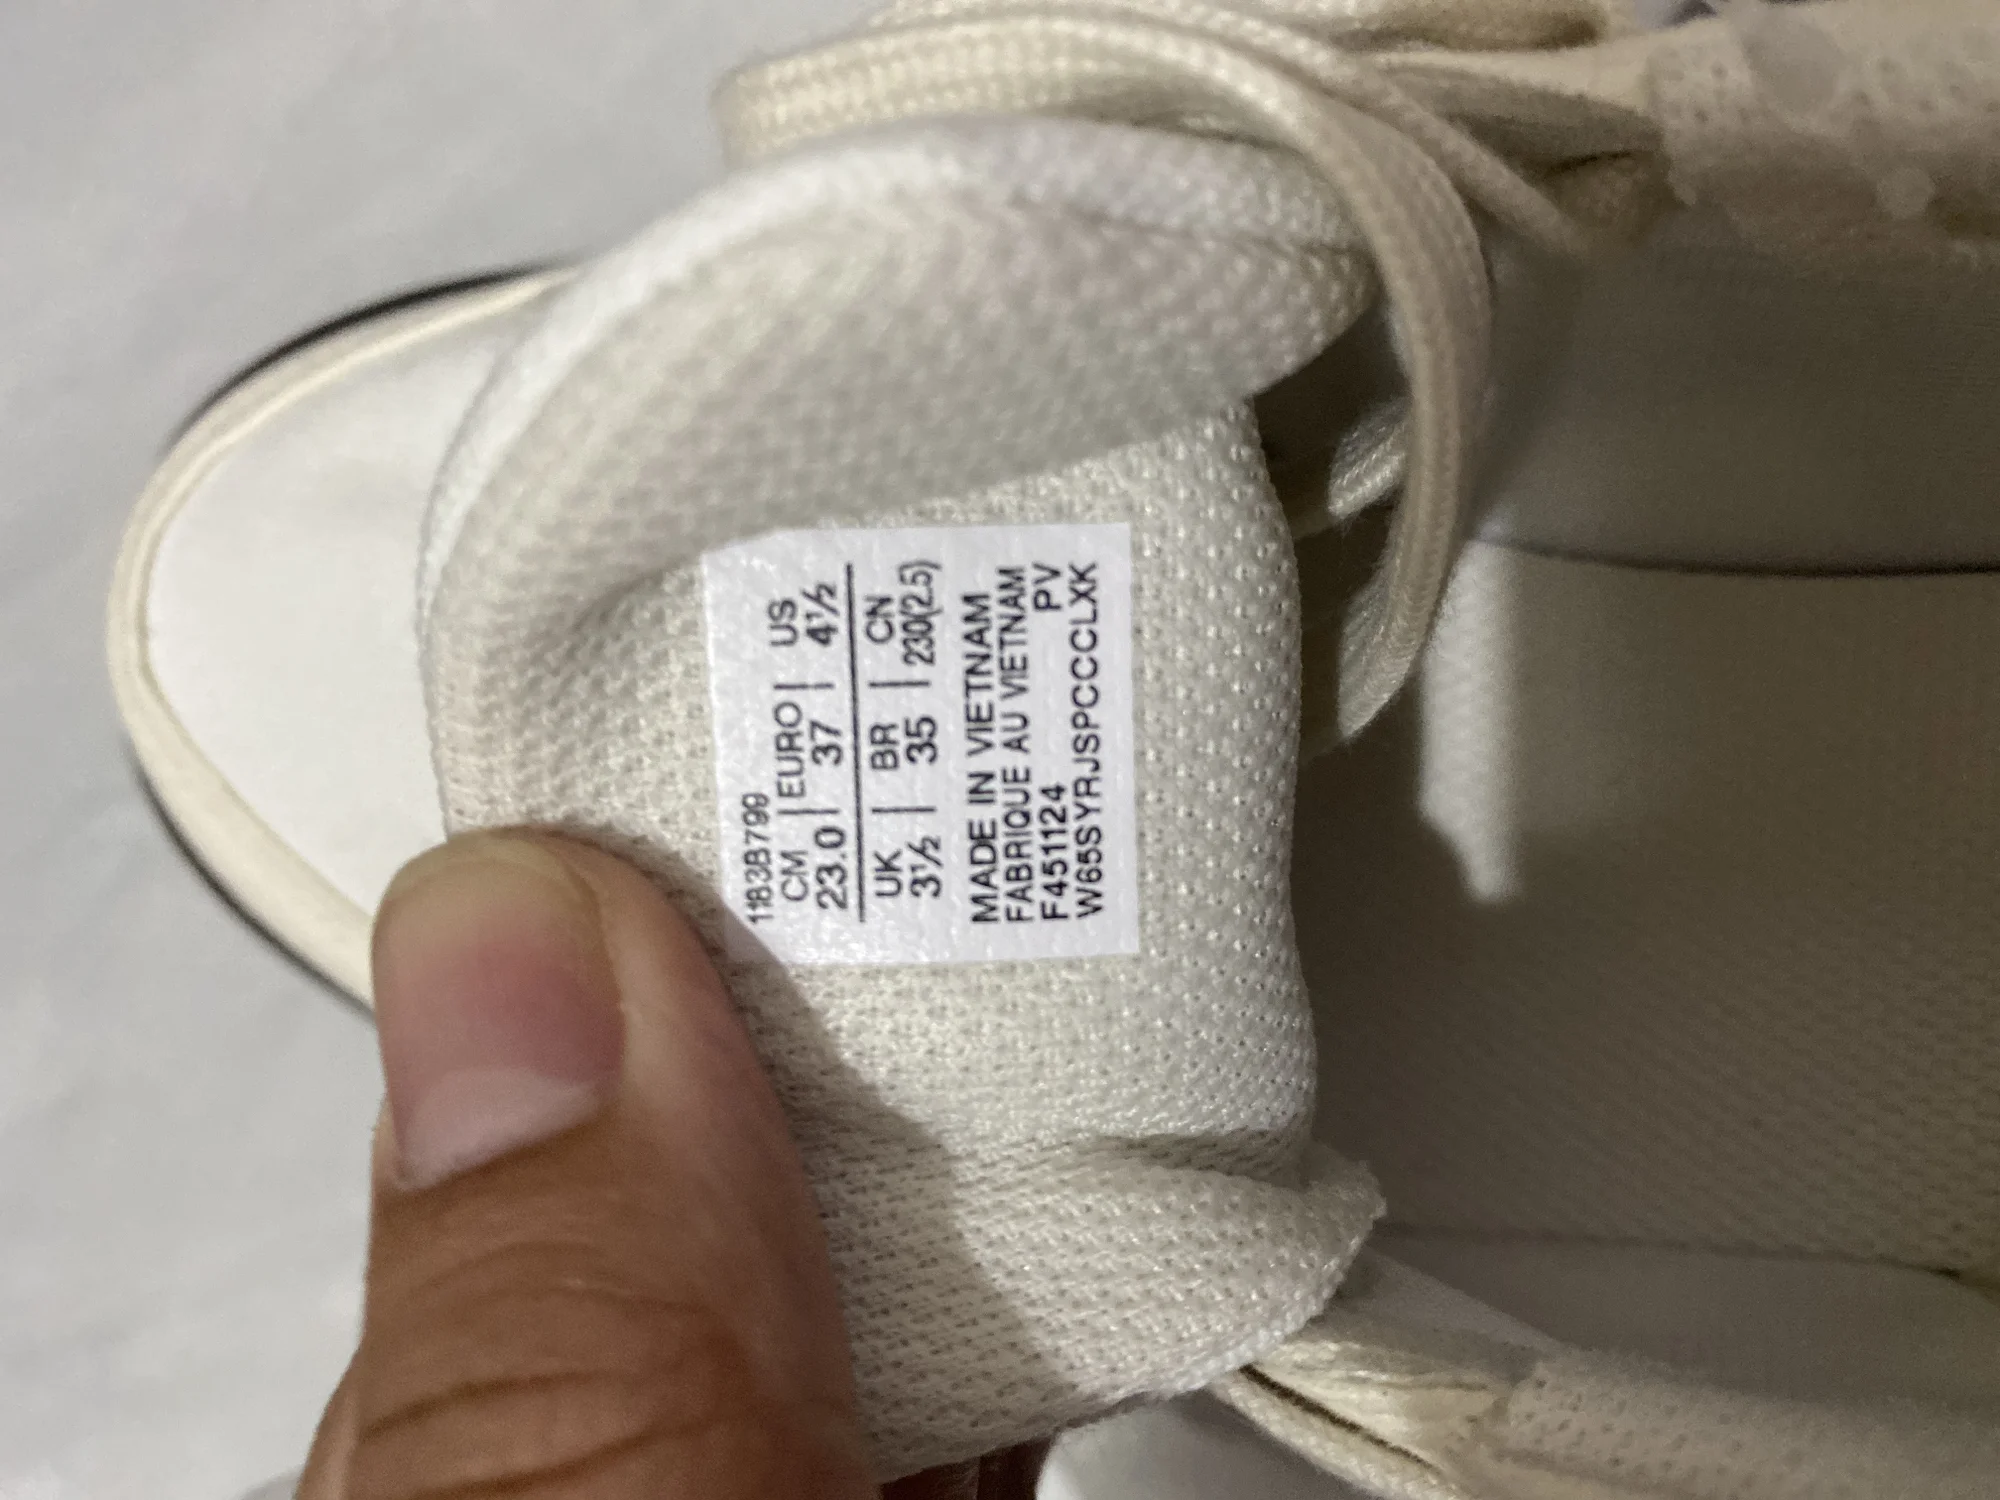 1183B799
CM | EURO | US
23.0 | 37 | 4½
UK | BR | CN
3½ | 35 | 230(2.5)
MADE IN VIETNAM
FABRIQUE AU VIETNAM
F451124 PV
W65SYRJSPCCCLXK